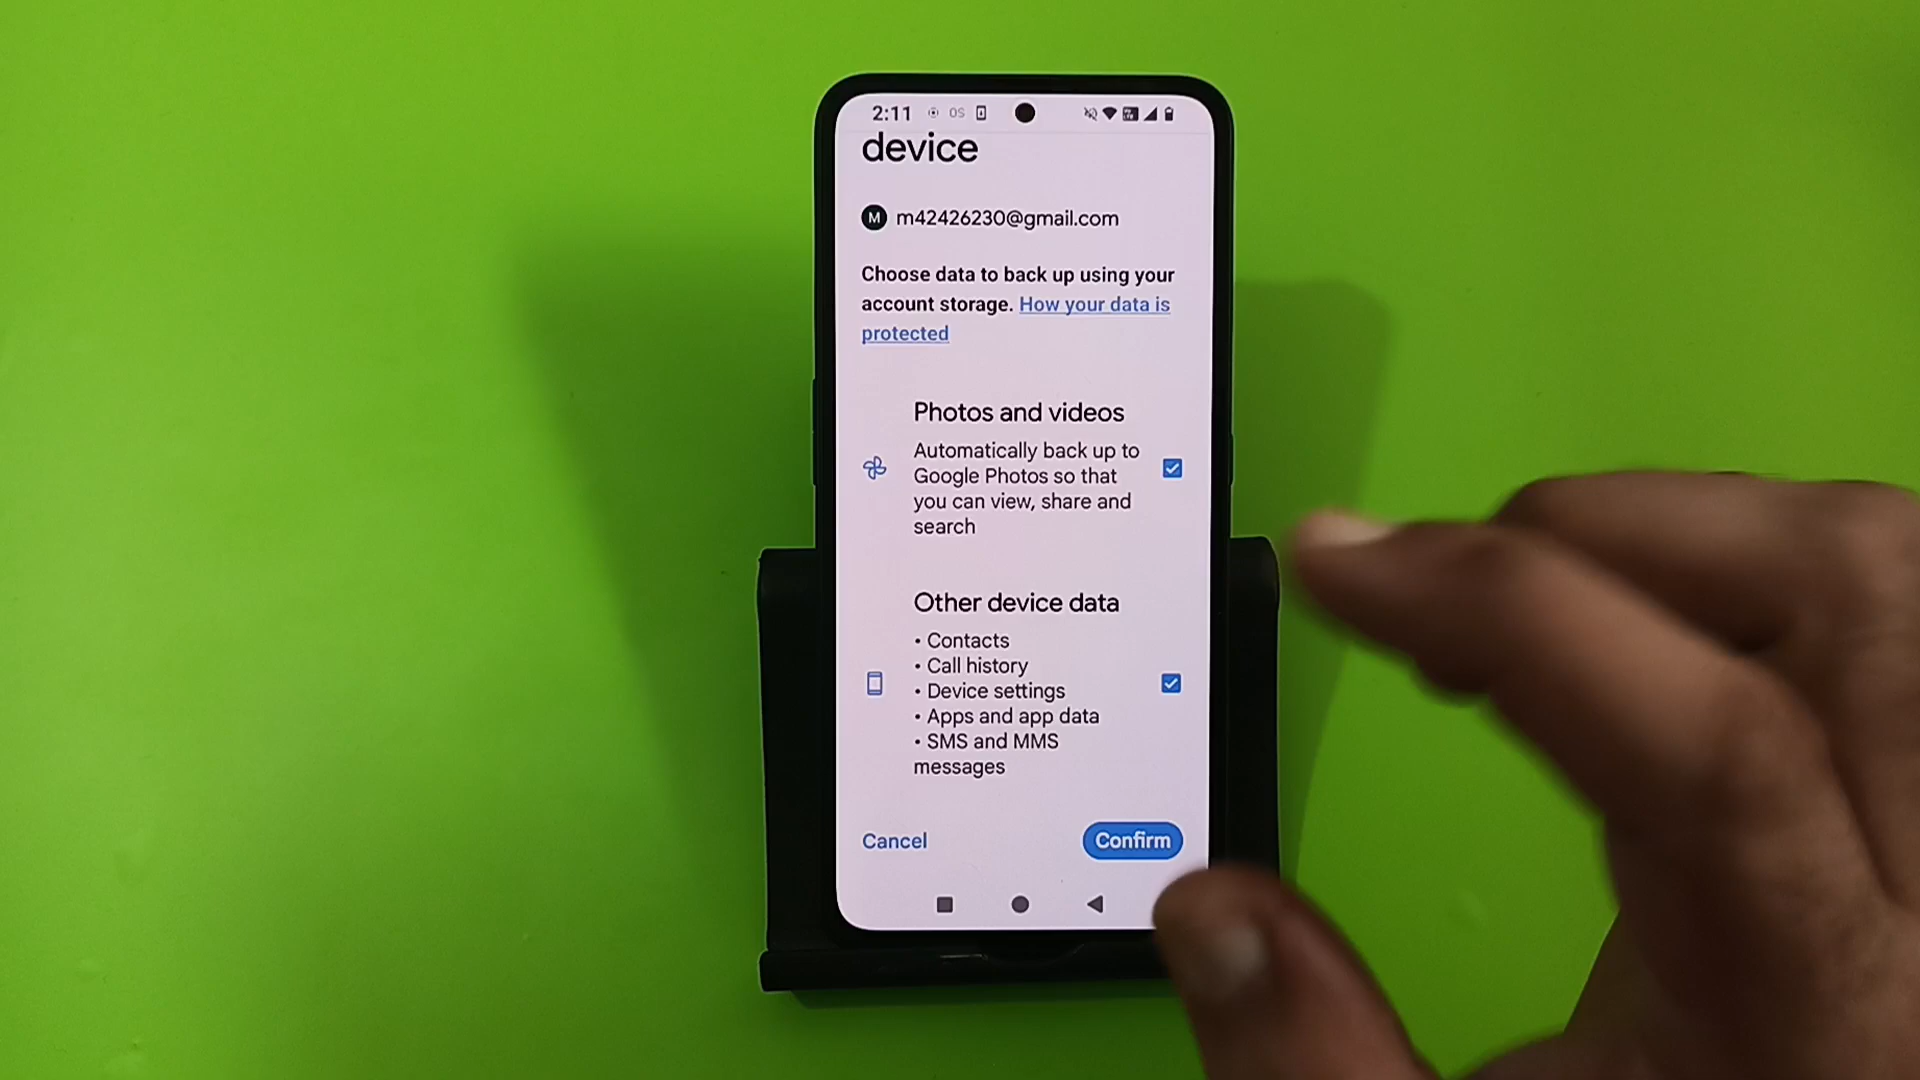 2:11 OS
device
M m42426230@gmail.com
Choose data to back up using your
account storage. How your data is
protected
Photos and videos
Automatically back up to
Google Photos so that
you can view, share and
search
Other device data
• Contacts
• Call history
• Device settings
• Apps and app data
• SMS and MMS
messages
Cancel Confirm